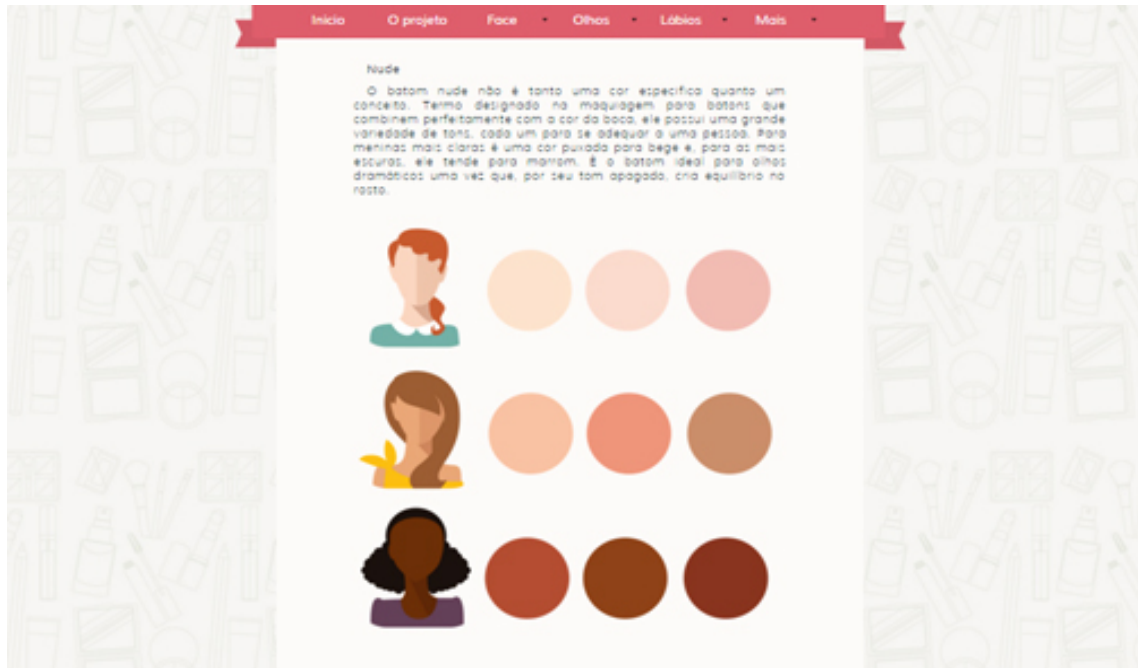 Inicio O projeto Face Olhos Lábios Mais
Nude
O batom nude não é tanto uma cor especifica quanto um
conceito. Termo designado na maquiagem para batons que
combinem perfeitamente com a cor da boca, ele possui uma grande
variedade de tons, cada um para se adequar a uma pessoa. Para
meninas mais claras é uma cor puxada para bege e, para as mais
escuras, ele tende para marrom. É o batom ideal para olhos
dramáticos uma vez que, por seu tom apagado, cria equilíbrio no
rosto.